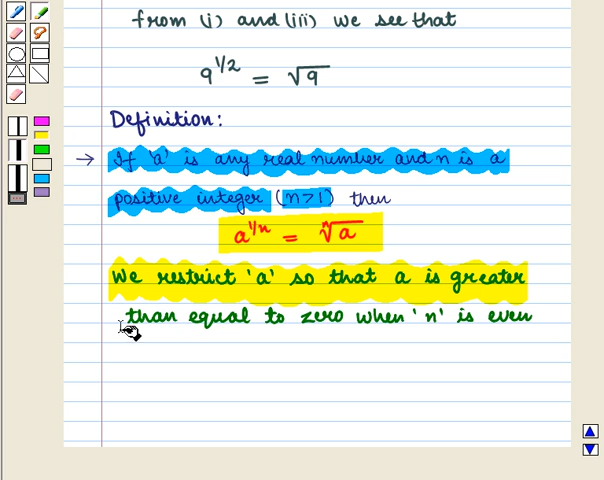 from (i) and (iii) we see that
9^{1/2} = √9
Definition:
→ If 'a' is any real number and n is a
positive integer (n>1) then
a^{1/n} = ⁿ√a
We restrict 'a' so that a is greater
than equal to zero when 'n' is even